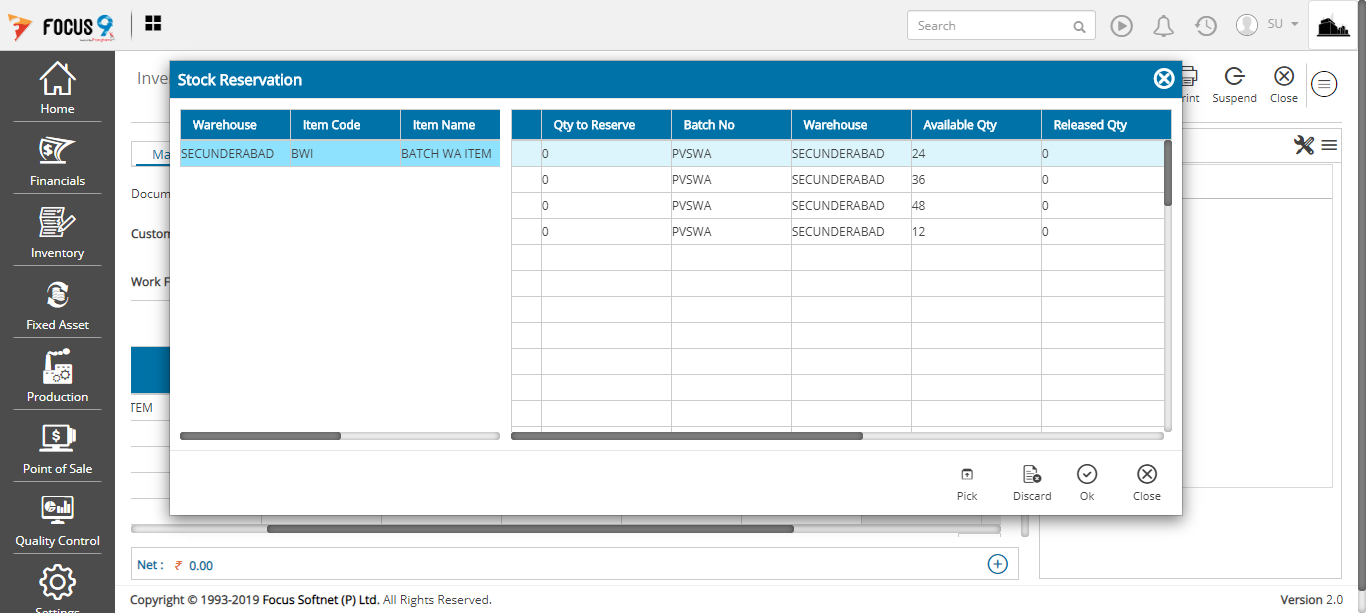 FOCUS 9
Search
SU
Home
Financials
Inventory
Fixed Asset
Production
Point of Sale
Quality Control
Settings
Inve
rint Suspend Close
Ma
Docum
Custom
Work F
TEM
Stock Reservation
Warehouse Item Code Item Name
SECUNDERABAD BWI BATCH WA ITEM
Qty to Reserve Batch No Warehouse Available Qty Released Qty
0 PVSWA SECUNDERABAD 24 0
0 PVSWA SECUNDERABAD 36 0
0 PVSWA SECUNDERABAD 48 0
0 PVSWA SECUNDERABAD 12 0
Pick Discard Ok Close
Net : ₹ 0.00
Copyright © 1993-2019 Focus Softnet (P) Ltd. All Rights Reserved.
Version 2.0